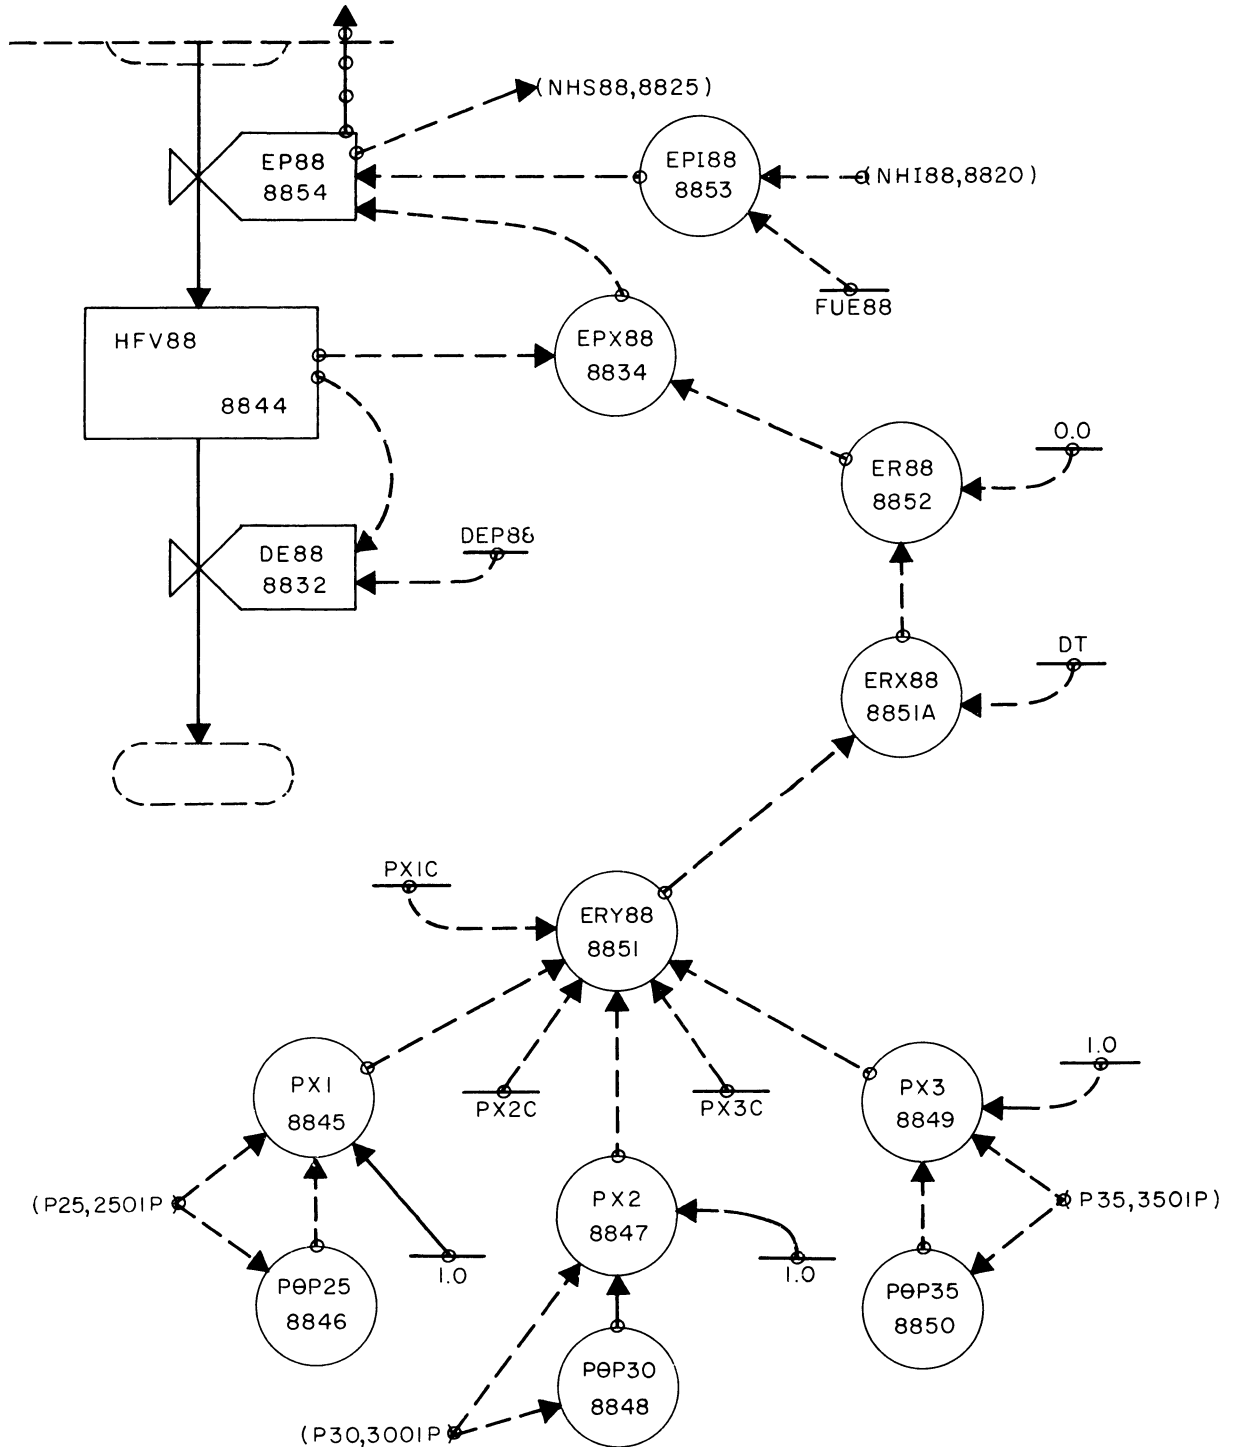 (NHS88,8825)
EP88
8854
EPI88
8853
(NHI88,8820)
FUE88
HFV88
8844
EPX88
8834
0.0
ER88
8852
DEP88
DE88
8832
DT
ERX88
8851A
PX1C
ERY88
8851
PX1
8845
PX2C
PX3C
1.0
PX3
8849
(P25,2501P)
PX2
8847
(P35,3501P)
1.0
1.0
PθP25
8846
PθP35
8850
PθP30
8848
(P30,3001P)